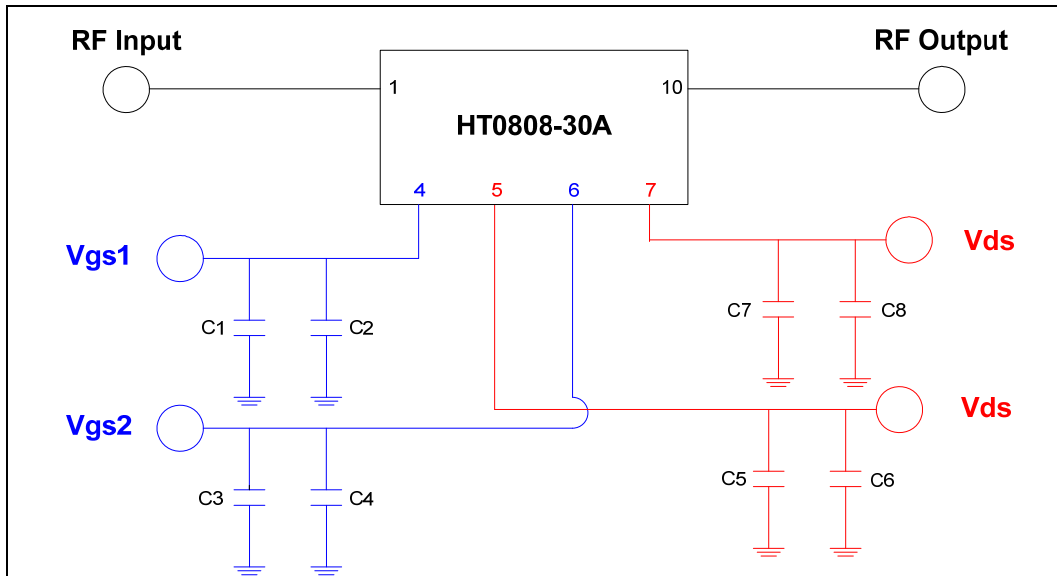 RF Input
RF Output
1
10
HT0808-30A
4
5
6
7
Vgs1
Vds
C1
C2
C7
C8
Vgs2
Vds
C3
C4
C5
C6